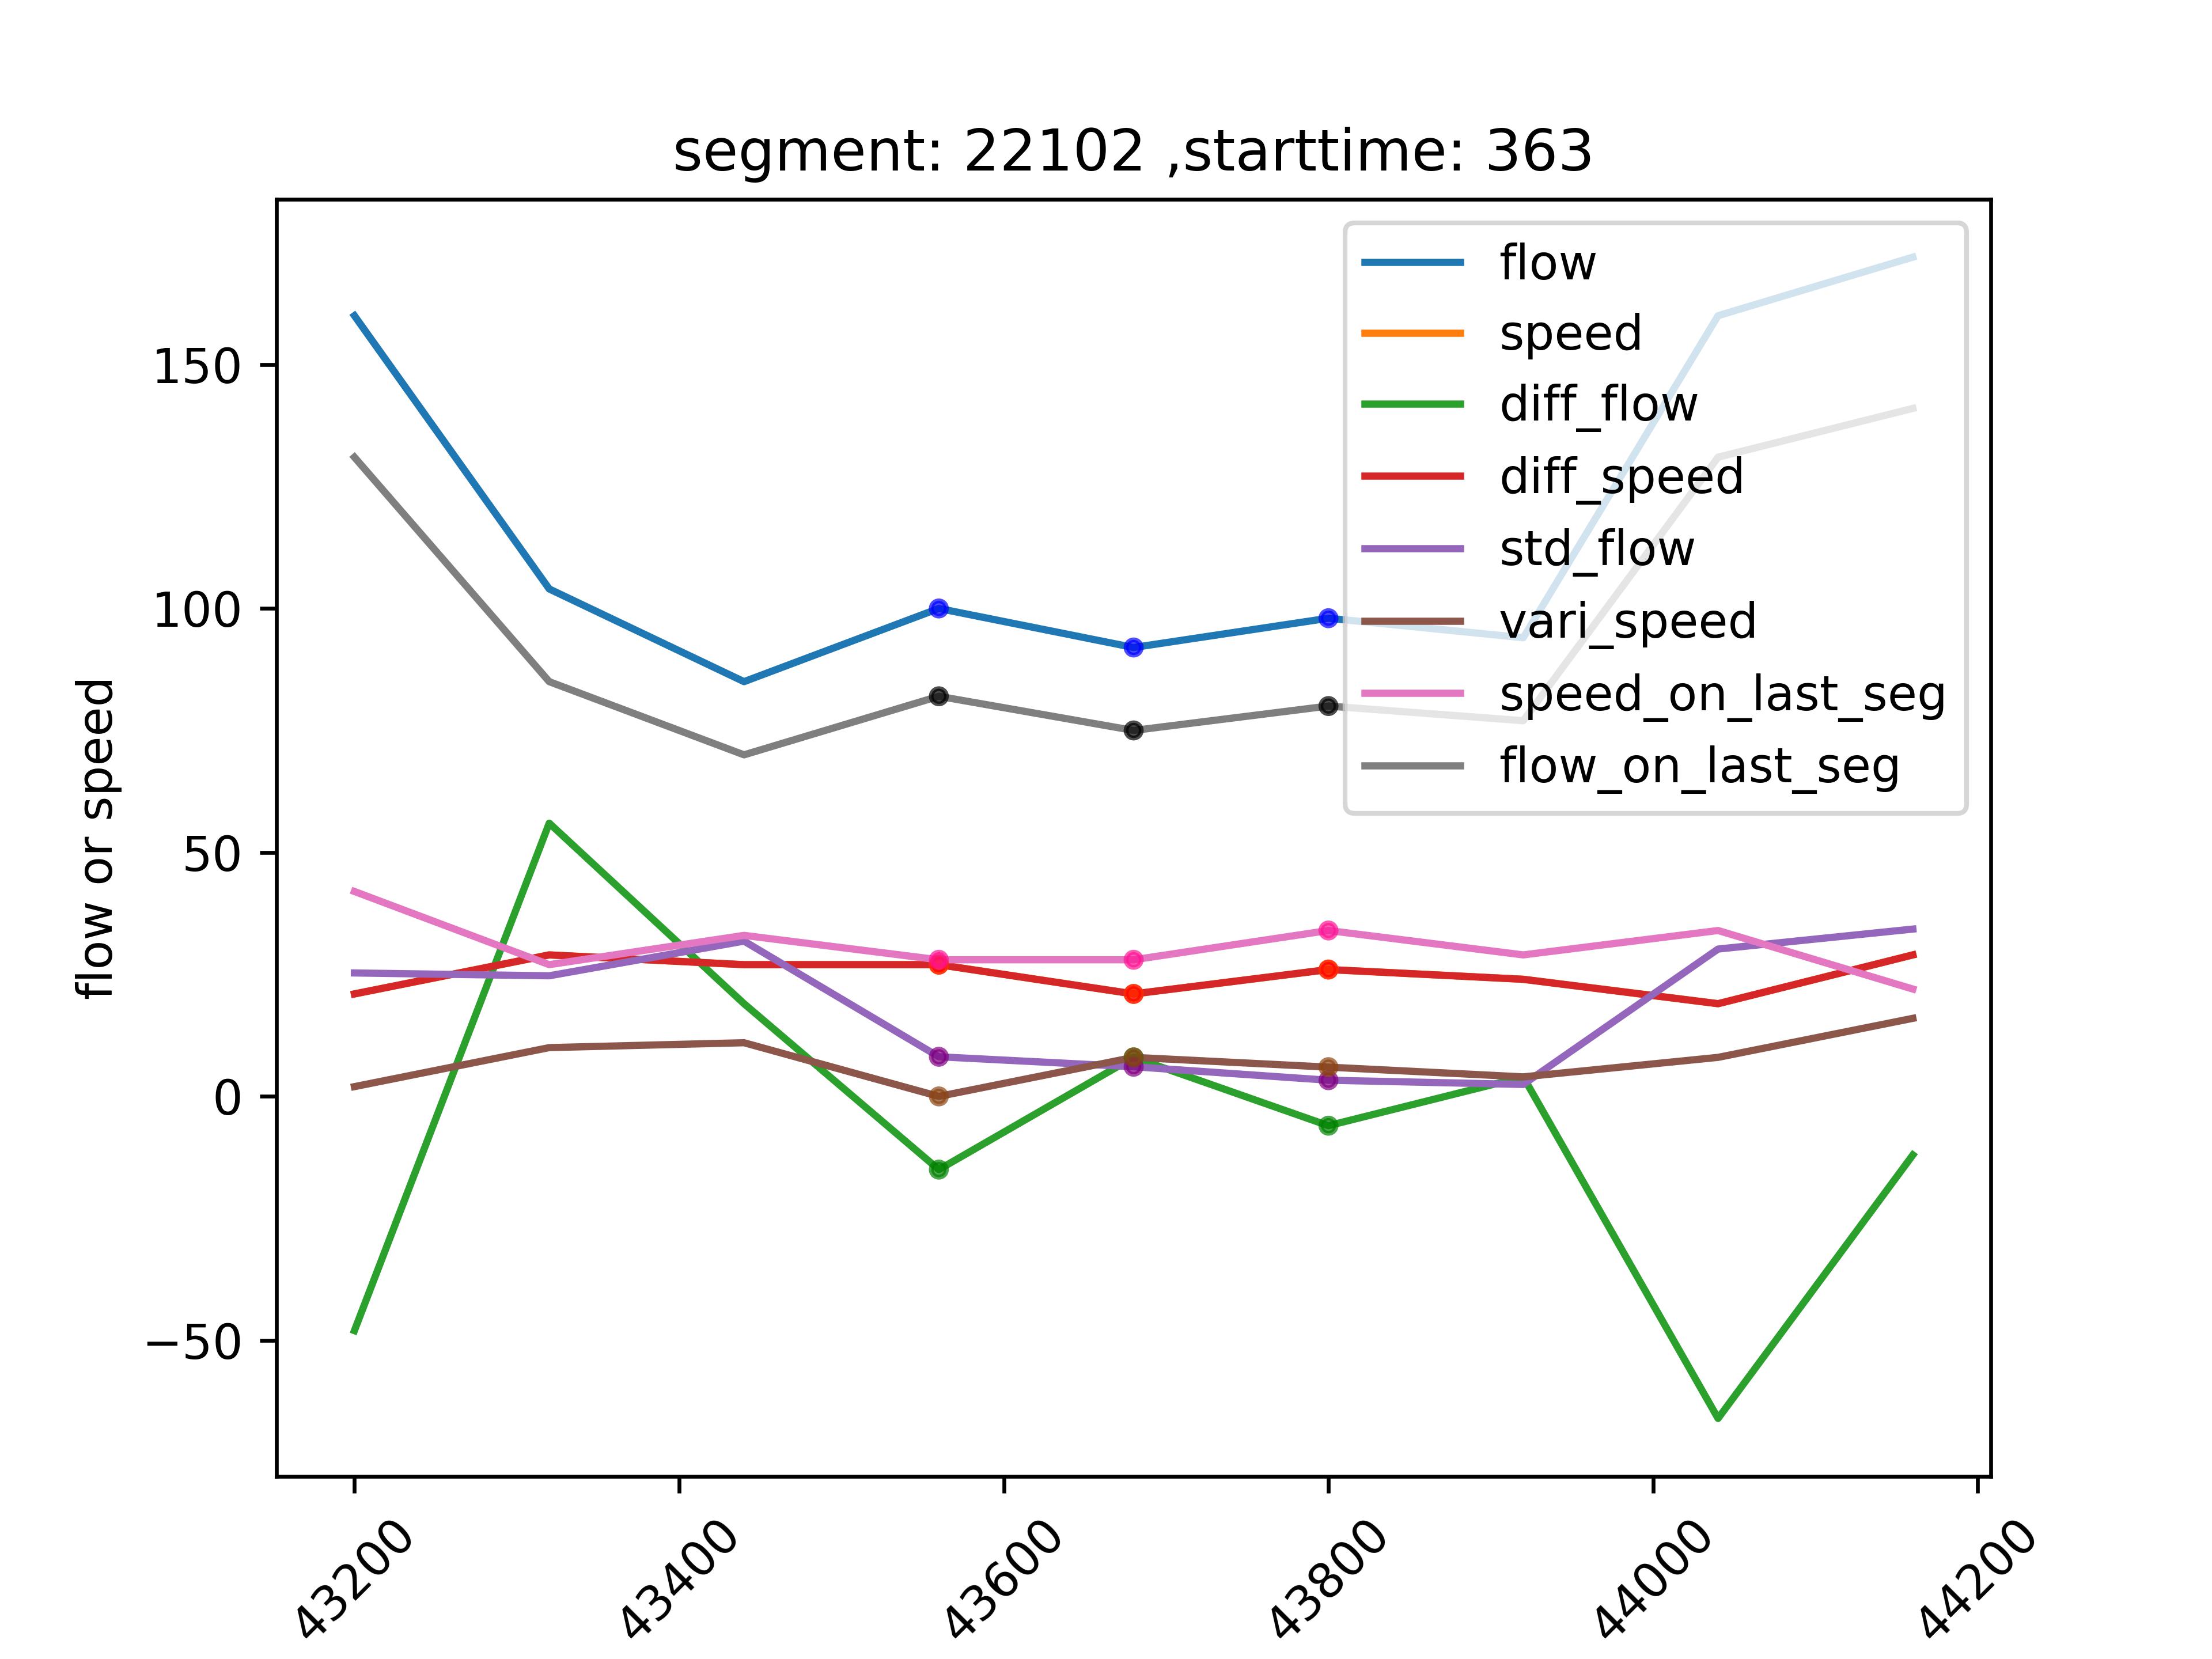 segment: 22102 ,starttime: 363
flow
speed
diff_flow
diff_speed
std_flow
vari_speed
speed_on_last_seg
flow_on_last_seg
flow or speed
150
100
50
0
−50
43200
43400
43600
43800
44000
44200